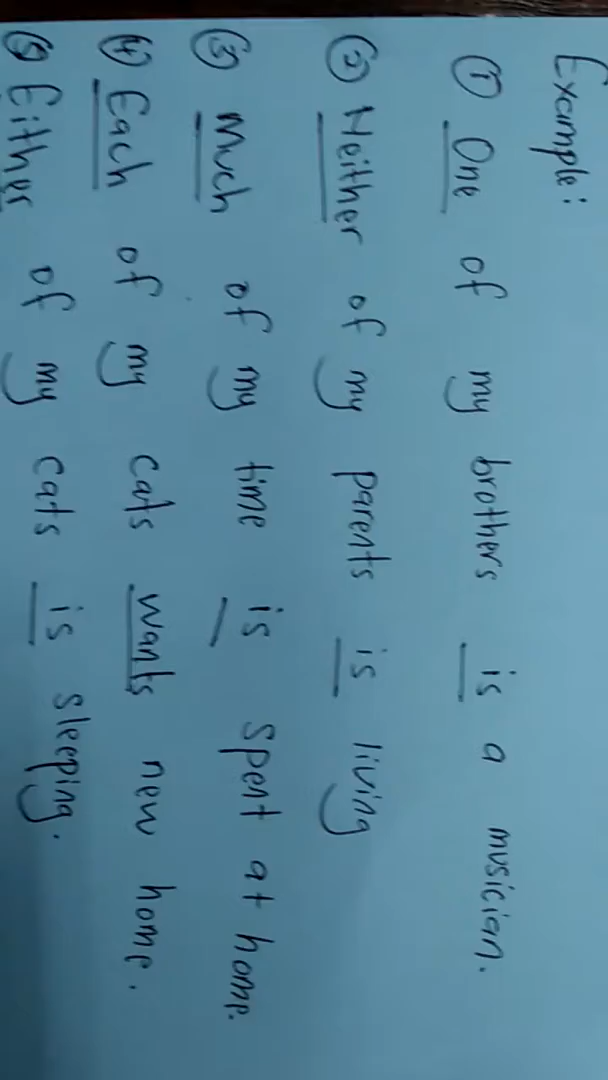 Example:
① One of my brothers is a musician.
② Neither of my parents is living
③ Much of my time is spent at home.
④ Each of my cats wants new home.
⑤ Either of my cats is sleeping.